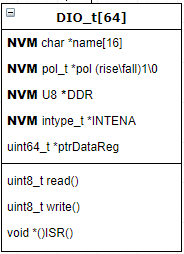 DIO_t[64]
NVM char *name[16]
NVM pol_t *pol (rise\fall)1\0
NVM U8 *DDR
NVM intype_t *INTENA
uint64_t *ptrDataReg
uint8_t read()
uint8_t write()
void *()ISR()